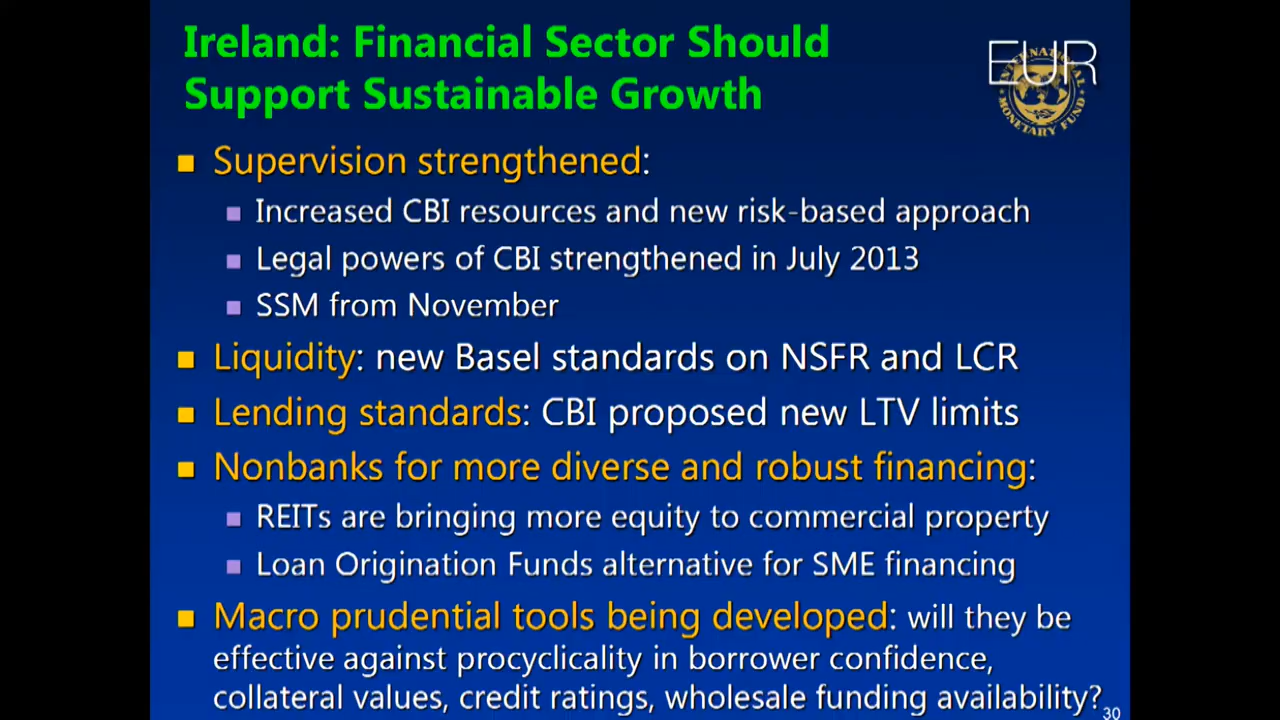 Ireland: Financial Sector Should
Support Sustainable Growth
EUR
INTERNATIONAL
MONETARY FUND
Supervision strengthened:
Increased CBI resources and new risk-based approach
Legal powers of CBI strengthened in July 2013
SSM from November
Liquidity: new Basel standards on NSFR and LCR
Lending standards: CBI proposed new LTV limits
Nonbanks for more diverse and robust financing:
REITs are bringing more equity to commercial property
Loan Origination Funds alternative for SME financing
Macro prudential tools being developed: will they be
effective against procyclicality in borrower confidence,
collateral values, credit ratings, wholesale funding availability?
30